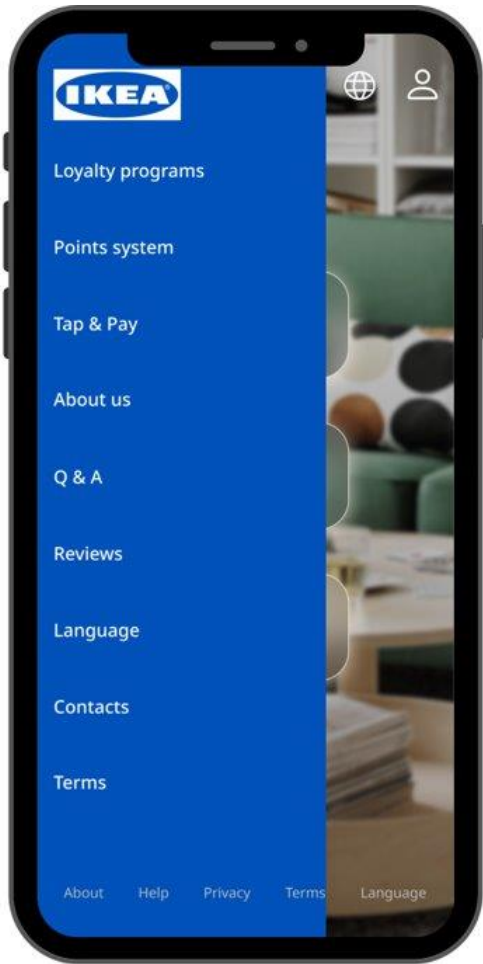 IKEA
Loyalty programs
Points system
Tap & Pay
About us
Q & A
Reviews
Language
Contacts
Terms
About Help Privacy Terms Language